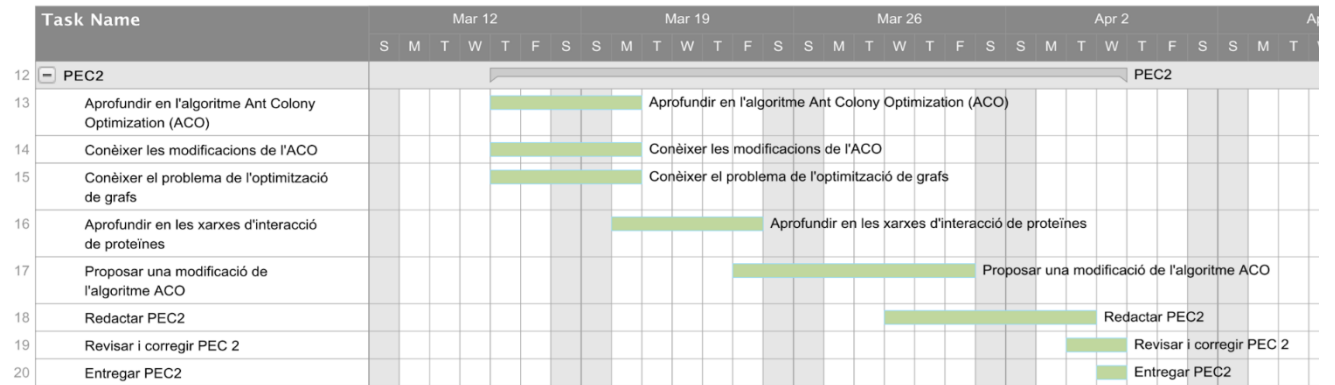 Task Name
Mar 12 Mar 19 Mar 26 Apr 2 Ap
S M T W T F S S M T W T F S S M T W T F S S M T W T F S S M T W
12 PEC2 PEC2
13 Aprofundir en l'algoritme Ant Colony
Optimization (ACO)
Aprofundir en l'algoritme Ant Colony Optimization (ACO)
14 Conèixer les modificacions de l'ACO Conèixer les modificacions de l'ACO
15 Conèixer el problema de l'optimització
de grafs
Conèixer el problema de l'optimització de grafs
16 Aprofundir en les xarxes d'interacció
de proteïnes
Aprofundir en les xarxes d'interacció de proteïnes
17 Proposar una modificació de
l'algoritme ACO
Proposar una modificació de l'algoritme ACO
18 Redactar PEC2 Redactar PEC2
19 Revisar i corregir PEC 2 Revisar i corregir PEC 2
20 Entregar PEC2 Entregar PEC2